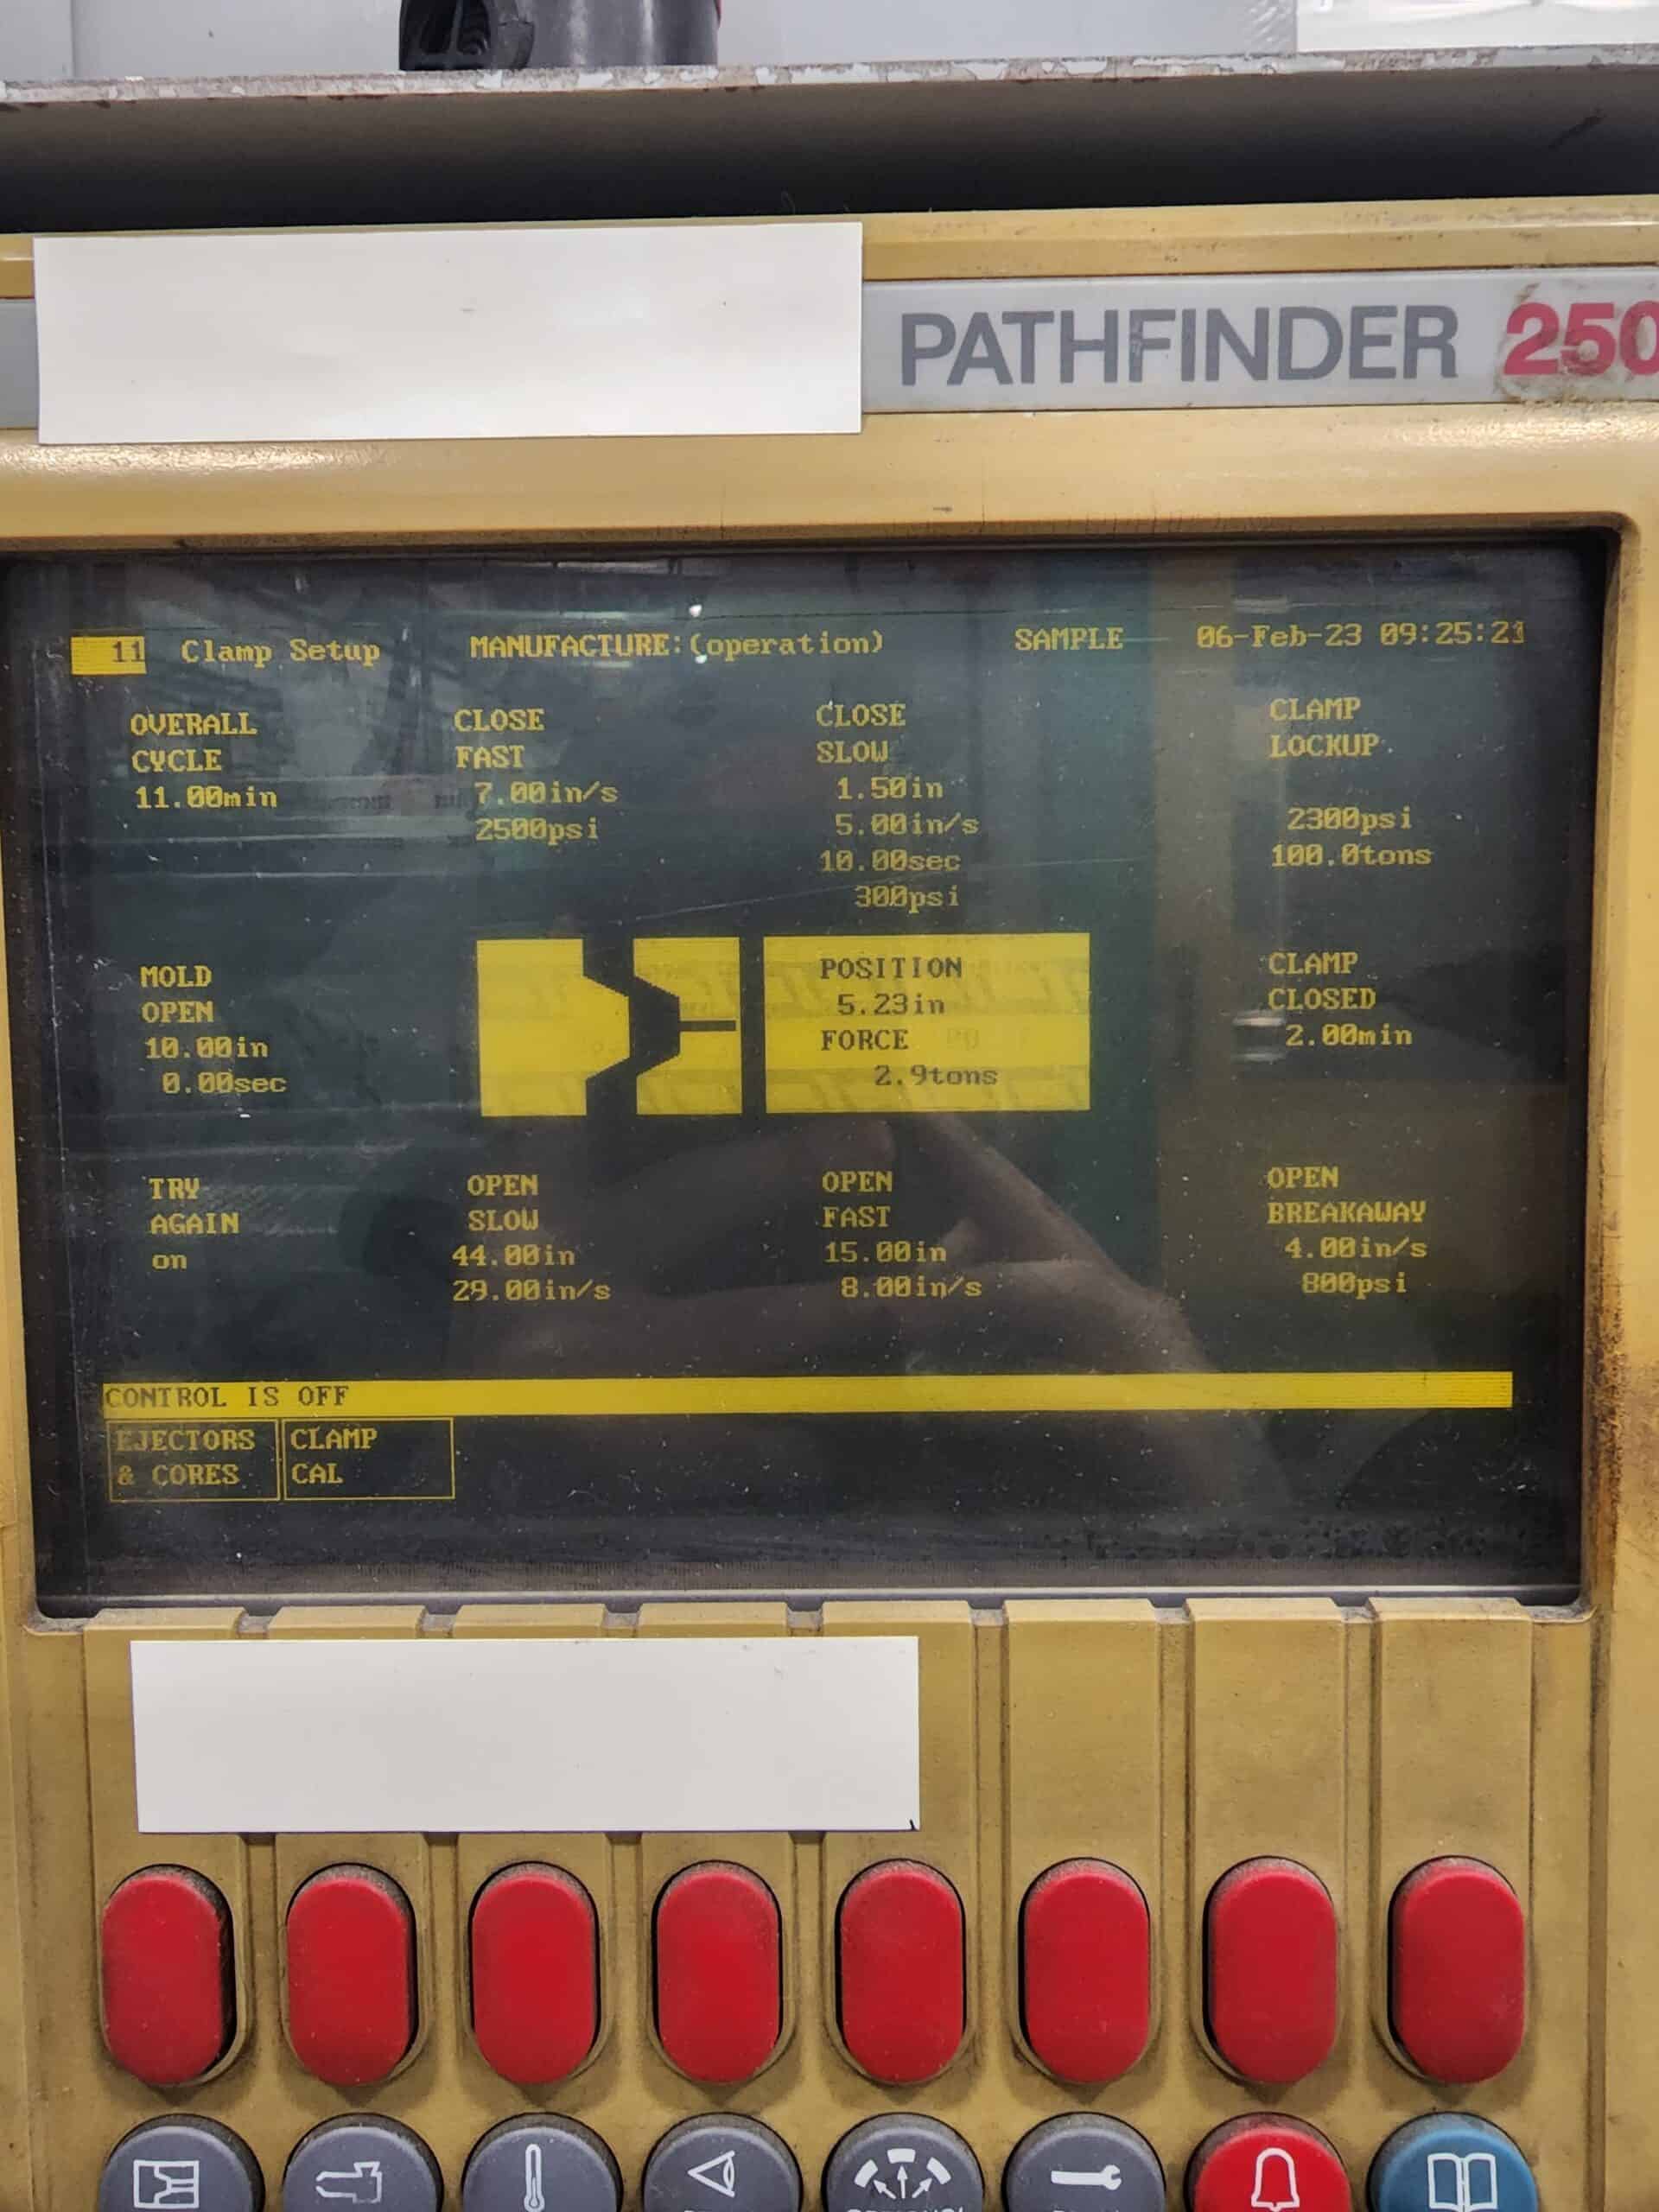 PATHFINDER 250
11 Clamp Setup MANUFACTURE:(operation) SAMPLE 06-Feb-23 09:25:23
OVERALL
CYCLE
11.00min
CLOSE
FAST
7.00in/s
2500psi
CLOSE
SLOW
1.50in
5.00in/s
10.00sec
300psi
CLAMP
LOCKUP
2300psi
100.0tons
MOLD
OPEN
10.00in
0.00sec
POSITION
5.23in
FORCE
2.9tons
CLAMP
CLOSED
2.00min
TRY
AGAIN
on
OPEN
SLOW
44.00in
29.00in/s
OPEN
FAST
15.00in
8.00in/s
OPEN
BREAKAWAY
4.00in/s
800psi
CONTROL IS OFF
EJECTORS
& CORES
CLAMP
CAL